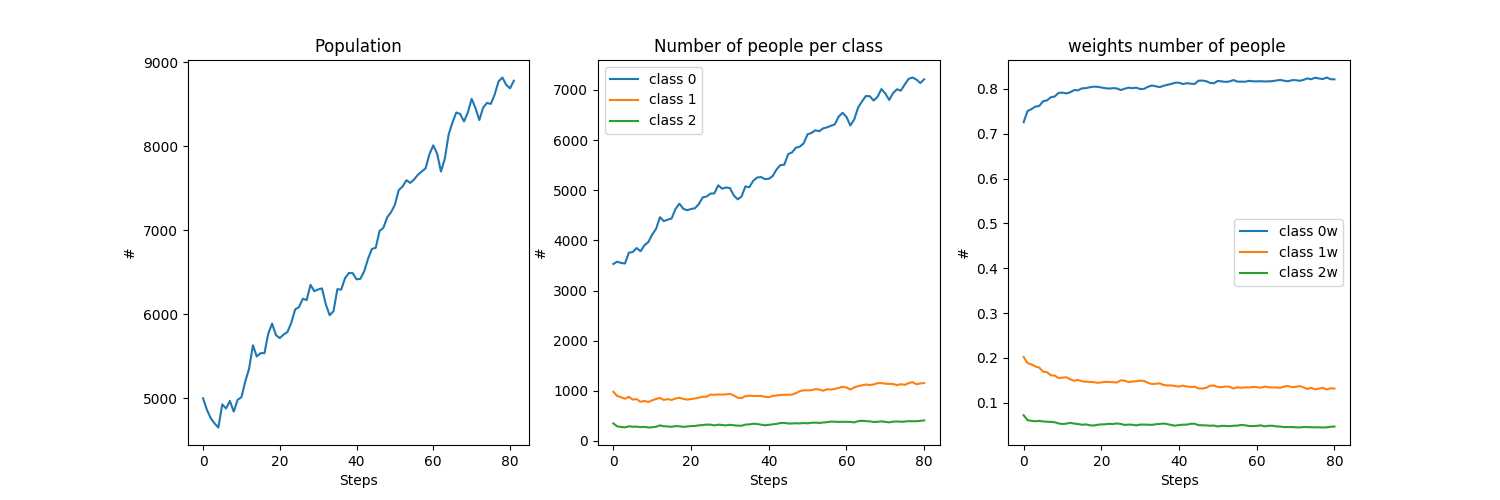 Population
9000
8000
7000
6000
5000
#
0 20 40 60 80
Steps
Number of people per class
class 0
class 1
class 2
7000
6000
5000
4000
3000
2000
1000
0
#
0 20 40 60 80
Steps
weights number of people
class 0w
class 1w
class 2w
0.8
0.7
0.6
0.5
0.4
0.3
0.2
0.1
#
0 20 40 60 80
Steps